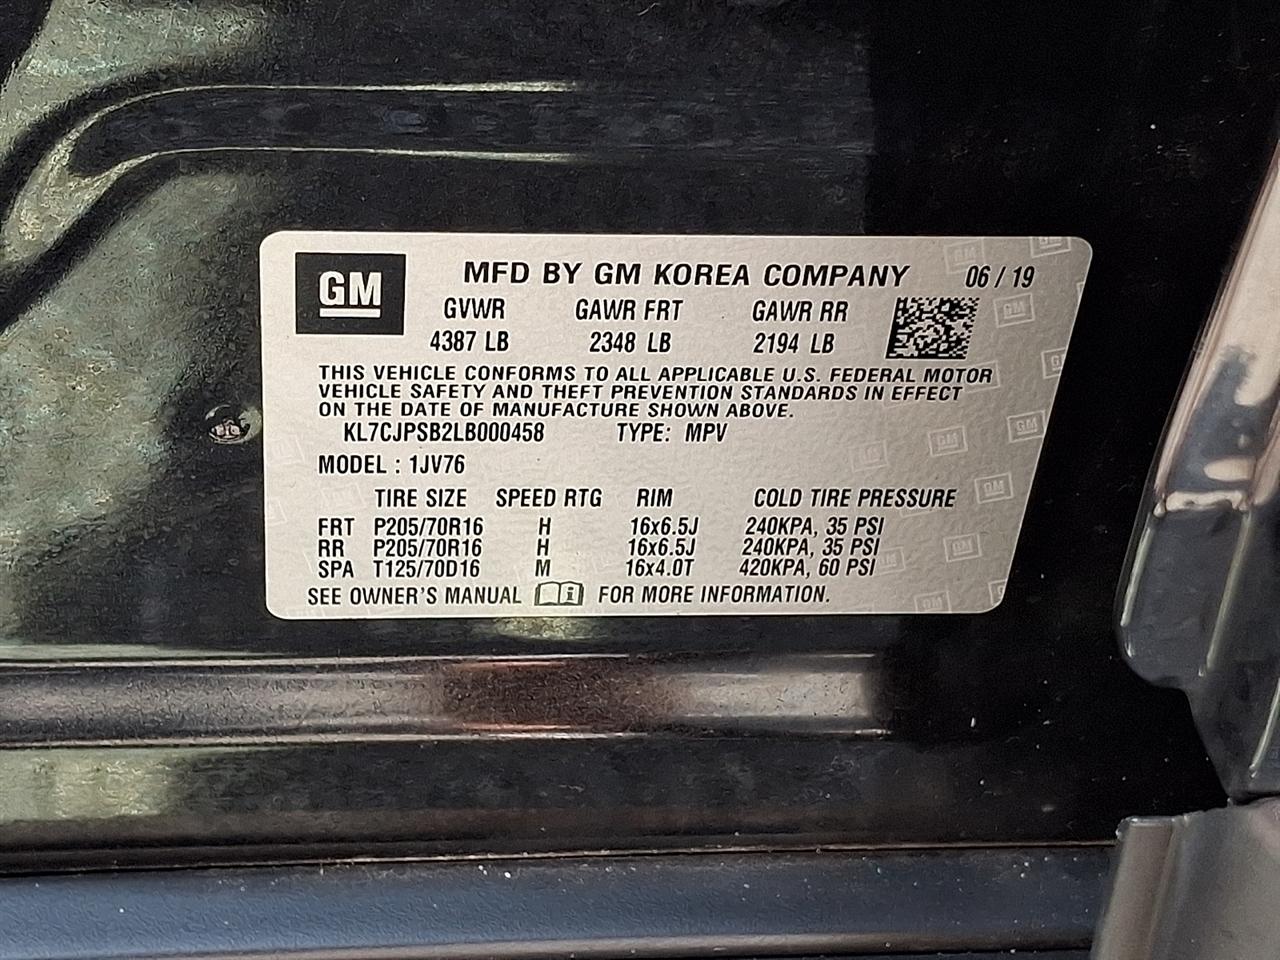 GM
MFD BY GM KOREA COMPANY 06 / 19
GVWR GAWR FRT GAWR RR
4387 LB 2348 LB 2194 LB
THIS VEHICLE CONFORMS TO ALL APPLICABLE U.S. FEDERAL MOTOR
VEHICLE SAFETY AND THEFT PREVENTION STANDARDS IN EFFECT
ON THE DATE OF MANUFACTURE SHOWN ABOVE.
KL7CJPSB2LB000458 TYPE: MPV
MODEL : 1JV76
TIRE SIZE SPEED RTG RIM COLD TIRE PRESSURE
FRT P205/70R16 H 16x6.5J 240KPA, 35 PSI
RR P205/70R16 H 16x6.5J 240KPA, 35 PSI
SPA T125/70D16 M 16x4.0T 420KPA, 60 PSI
SEE OWNER'S MANUAL i FOR MORE INFORMATION.